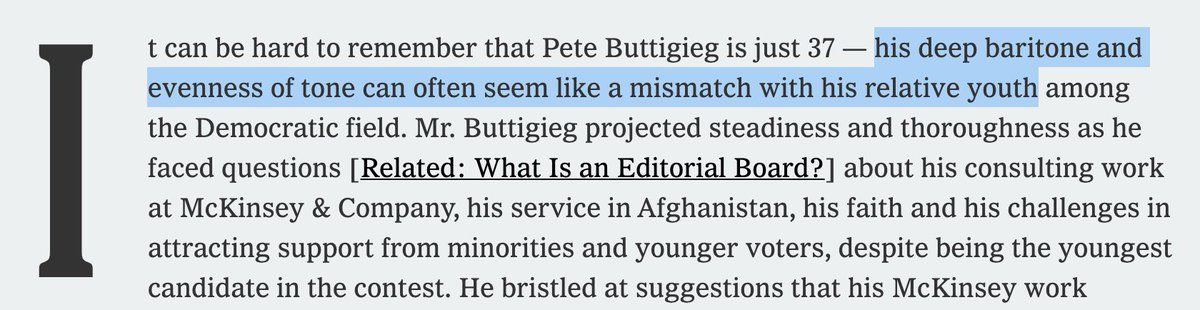 It can be hard to remember that Pete Buttigieg is just 37 — his deep baritone and
evenness of tone can often seem like a mismatch with his relative youth among
the Democratic field. Mr. Buttigieg projected steadiness and thoroughness as he
faced questions [Related: What Is an Editorial Board?] about his consulting work
at McKinsey & Company, his service in Afghanistan, his faith and his challenges in
attracting support from minorities and younger voters, despite being the youngest
candidate in the contest. He bristled at suggestions that his McKinsey work